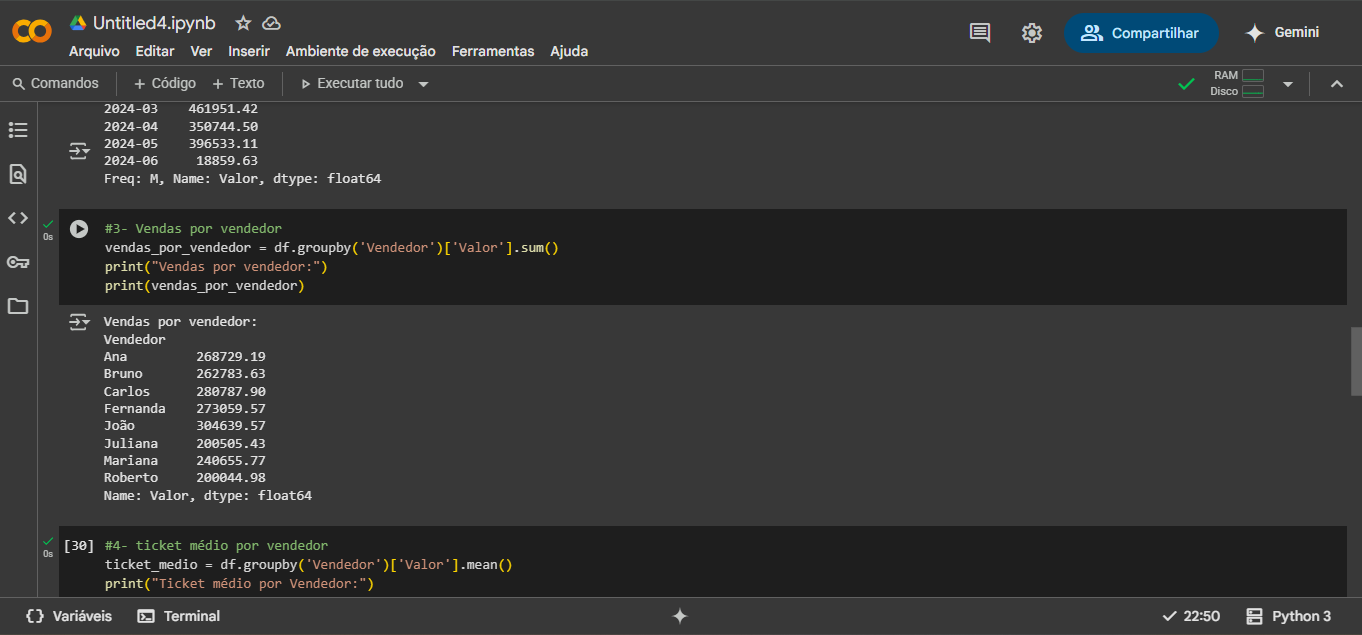 Untitled4.ipynb
Arquivo Editar Ver Inserir Ambiente de execução Ferramentas Ajuda
Compartilhar
Gemini
Comandos + Código + Texto Executar tudo
RAM
Disco
2024-03    461951.42
2024-04    350744.50
2024-05    396533.11
2024-06     18859.63
Freq: M, Name: Valor, dtype: float64
0s
#3- Vendas por vendedor
vendas_por_vendedor = df.groupby('Vendedor')['Valor'].sum()
print("Vendas por vendedor:")
print(vendas_por_vendedor)
Vendas por vendedor:
Vendedor
Ana         268729.19
Bruno       262783.63
Carlos      280787.90
Fernanda    273059.57
João        304639.57
Juliana     200505.43
Mariana     240655.77
Roberto     200044.98
Name: Valor, dtype: float64
0s
[30] #4- ticket médio por vendedor
ticket_medio = df.groupby('Vendedor')['Valor'].mean()
print("Ticket médio por Vendedor:")
{} Variáveis Terminal 22:50 Python 3